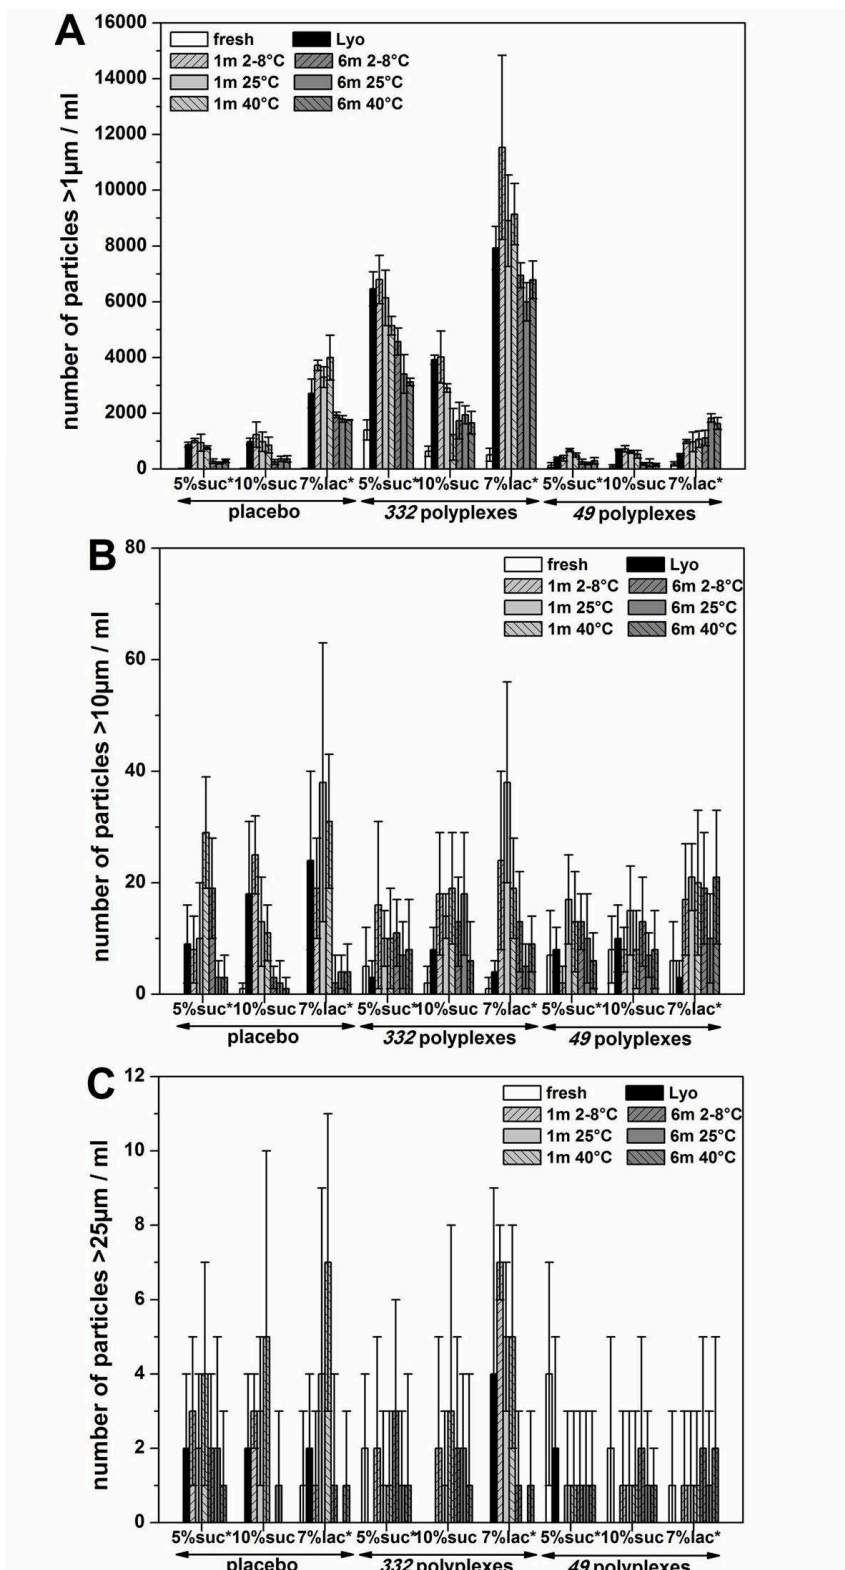 A
number of particles >1µm / ml
16000
14000
12000
10000
8000
6000
4000
2000
0
fresh Lyo
1m 2-8°C 6m 2-8°C
1m 25°C 6m 25°C
1m 40°C 6m 40°C
5%suc* 10%suc 7%lac* 5%suc* 10%suc 7%lac* 5%suc* 10%suc 7%lac*
placebo 332 polyplexes 49 polyplexes
B
number of particles >10µm / ml
80
60
40
20
0
fresh Lyo
1m 2-8°C 6m 2-8°C
1m 25°C 6m 25°C
1m 40°C 6m 40°C
5%suc* 10%suc 7%lac* 5%suc* 10%suc 7%lac* 5%suc* 10%suc 7%lac*
placebo 332 polyplexes 49 polyplexes
C
number of particles >25µm / ml
12
10
8
6
4
2
0
fresh Lyo
1m 2-8°C 6m 2-8°C
1m 25°C 6m 25°C
1m 40°C 6m 40°C
5%suc* 10%suc 7%lac* 5%suc* 10%suc 7%lac* 5%suc* 10%suc 7%lac*
placebo 332 polyplexes 49 polyplexes